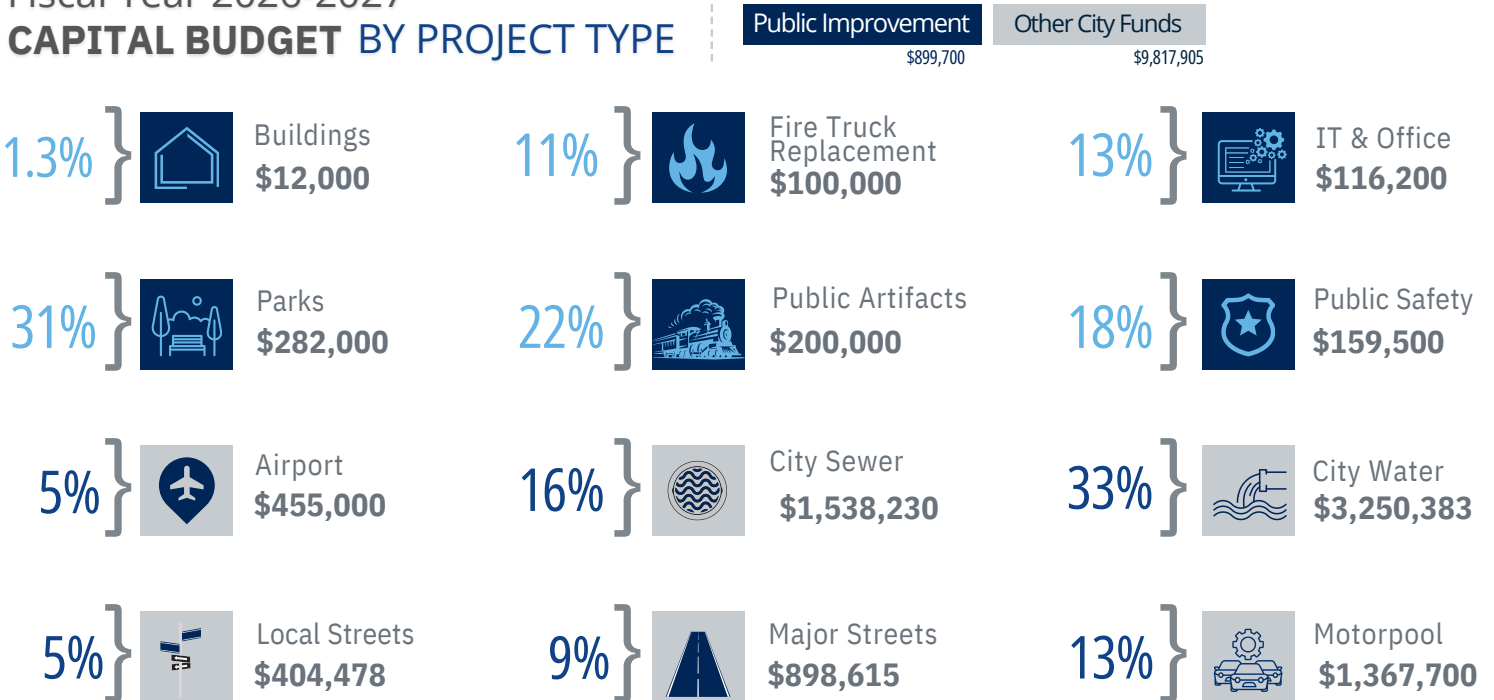 Fiscal Year 2026-2027
CAPITAL BUDGET BY PROJECT TYPE
Public Improvement
$899,700
Other City Funds
$9,817,905
1.3%
Buildings
$12,000
11%
Fire Truck
Replacement
$100,000
13%
IT & Office
$116,200
31%
Parks
$282,000
22%
Public Artifacts
$200,000
18%
Public Safety
$159,500
5%
Airport
$455,000
16%
City Sewer
$1,538,230
33%
City Water
$3,250,383
5%
Local Streets
$404,478
9%
Major Streets
$898,615
13%
Motorpool
$1,367,700